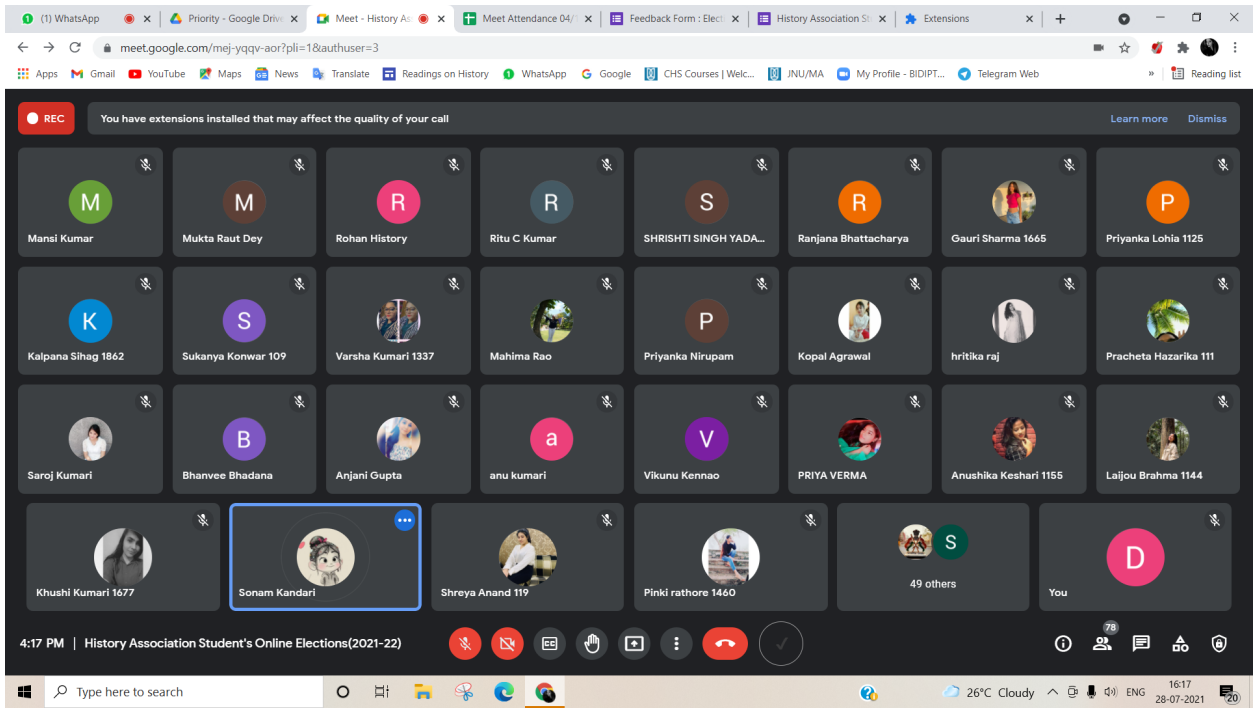 (1) WhatsApp
Priority - Google Drive
Meet - History As
Meet Attendance 04/
Feedback Form : Elect
History Association St
Extensions
meet.google.com/mej-yqqv-aor?pli=1&authuser=3
Apps Gmail YouTube Maps News Translate Readings on History WhatsApp Google CHS Courses | Welc... JNU/MA My Profile - BIDIPT... Telegram Web » Reading list
REC You have extensions installed that may affect the quality of your call Learn more Dismiss
M M R R S R P
Mansi Kumar Mukta Raut Dey Rohan History Ritu C Kumar SHRISHTI SINGH YADA... Ranjana Bhattacharya Gauri Sharma 1665 Priyanka Lohia 1125
K S P
Kalpana Sihag 1862 Sukanya Konwar 109 Varsha Kumari 1337 Mahima Rao Priyanka Nirupam Kopal Agrawal hritika raj Pracheta Hazarika 111
B a V
Saroj Kumari Bhanvee Bhadana Anjani Gupta anu kumari Vikunu Kennao PRIYA VERMA Anushika Keshari 1155 Laijou Brahma 1144
S D
49 others
Khushi Kumari 1677 Sonam Kandari Shreya Anand 119 Pinki rathore 1460 You
78
4:17 PM | History Association Student's Online Elections(2021-22)
Type here to search
26°C Cloudy ENG
16:17
28-07-2021
20